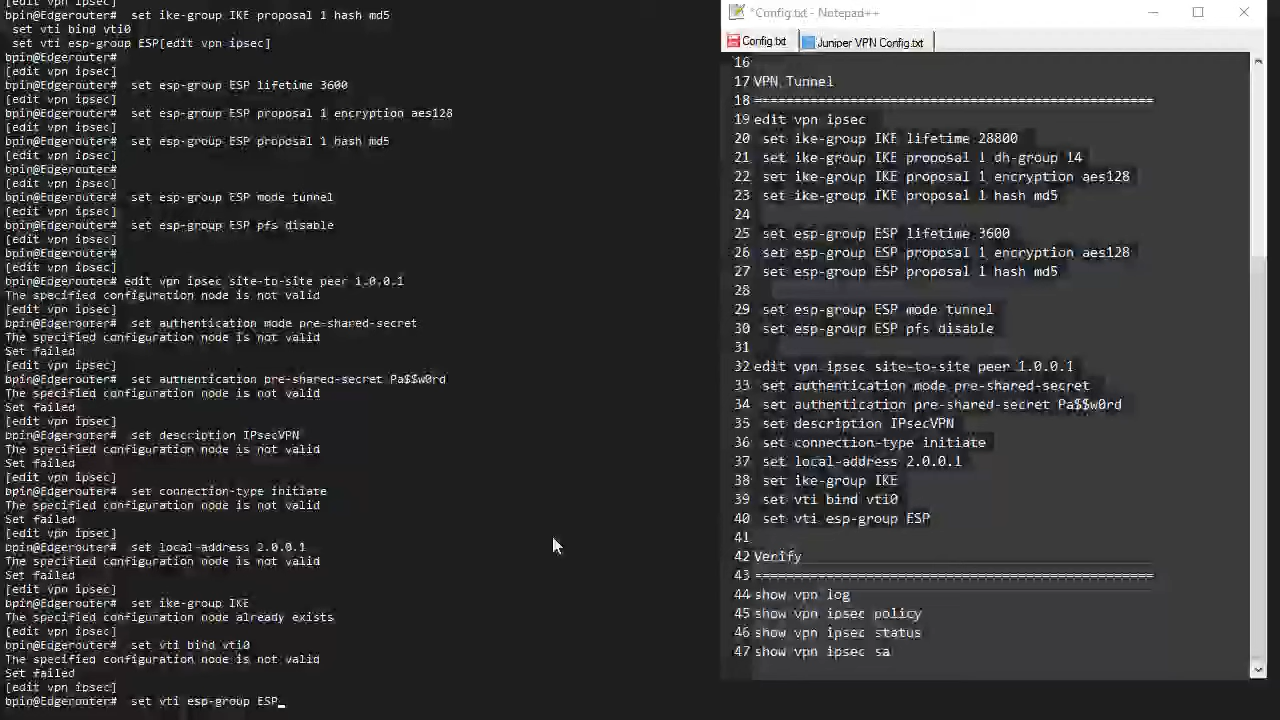 [edit vpn ipsec]
bpin@Edgerouter#  set ike-group IKE proposal 1 hash md5
 set vti bind vti0
 set vti esp-group ESP[edit vpn ipsec]
bpin@Edgerouter#
[edit vpn ipsec]
bpin@Edgerouter#  set esp-group ESP lifetime 3600
[edit vpn ipsec]
bpin@Edgerouter#  set esp-group ESP proposal 1 encryption aes128
[edit vpn ipsec]
bpin@Edgerouter#  set esp-group ESP proposal 1 hash md5
[edit vpn ipsec]
bpin@Edgerouter#
[edit vpn ipsec]
bpin@Edgerouter#  set esp-group ESP mode tunnel
[edit vpn ipsec]
bpin@Edgerouter#  set esp-group ESP pfs disable
[edit vpn ipsec]
bpin@Edgerouter#
[edit vpn ipsec]
bpin@Edgerouter# edit vpn ipsec site-to-site peer 1.0.0.1
The specified configuration node is not valid
bpin@Edgerouter#  set authentication mode pre-shared-secret
The specified configuration node is not valid
Set failed
[edit vpn ipsec]
bpin@Edgerouter#  set authentication pre-shared-secret Pa$$w0rd
The specified configuration node is not valid
Set failed
[edit vpn ipsec]
bpin@Edgerouter#  set description IPsecVPN
The specified configuration node is not valid
Set failed
[edit vpn ipsec]
bpin@Edgerouter#  set connection-type initiate
The specified configuration node is not valid
Set failed
[edit vpn ipsec]
bpin@Edgerouter#  set local-address 2.0.0.1
The specified configuration node is not valid
Set failed
[edit vpn ipsec]
bpin@Edgerouter#  set ike-group IKE
The specified configuration node already exists
[edit vpn ipsec]
bpin@Edgerouter#  set vti bind vti0
The specified configuration node is not valid
Set failed
[edit vpn ipsec]
bpin@Edgerouter#  set vti esp-group ESP_
*Config.txt - Notepad++
Config.txt
Juniper VPN Config.txt
16
17 VPN Tunnel
18 ==================================================
19 edit vpn ipsec
20  set ike-group IKE lifetime 28800
21  set ike-group IKE proposal 1 dh-group 14
22  set ike-group IKE proposal 1 encryption aes128
23  set ike-group IKE proposal 1 hash md5
24
25  set esp-group ESP lifetime 3600
26  set esp-group ESP proposal 1 encryption aes128
27  set esp-group ESP proposal 1 hash md5
28
29  set esp-group ESP mode tunnel
30  set esp-group ESP pfs disable
31
32 edit vpn ipsec site-to-site peer 1.0.0.1
33  set authentication mode pre-shared-secret
34  set authentication pre-shared-secret Pa$$w0rd
35  set description IPsecVPN
36  set connection-type initiate
37  set local-address 2.0.0.1
38  set ike-group IKE
39  set vti bind vti0
40  set vti esp-group ESP
41
42 Verify
43 ==================================================
44 show vpn log
45 show vpn ipsec policy
46 show vpn ipsec status
47 show vpn ipsec sa